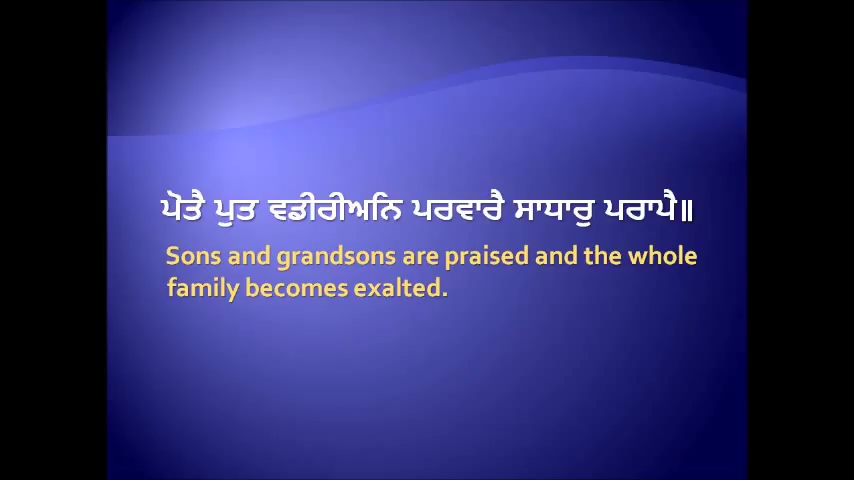 ਪੋਤੈ ਪੁਤ ਵਡੀਰੀਅਨਿ ਪਰਵਾਰੈ ਸਾਧਾਰੁ ਪਰਾਪੈ॥
Sons and grandsons are praised and the whole
family becomes exalted.